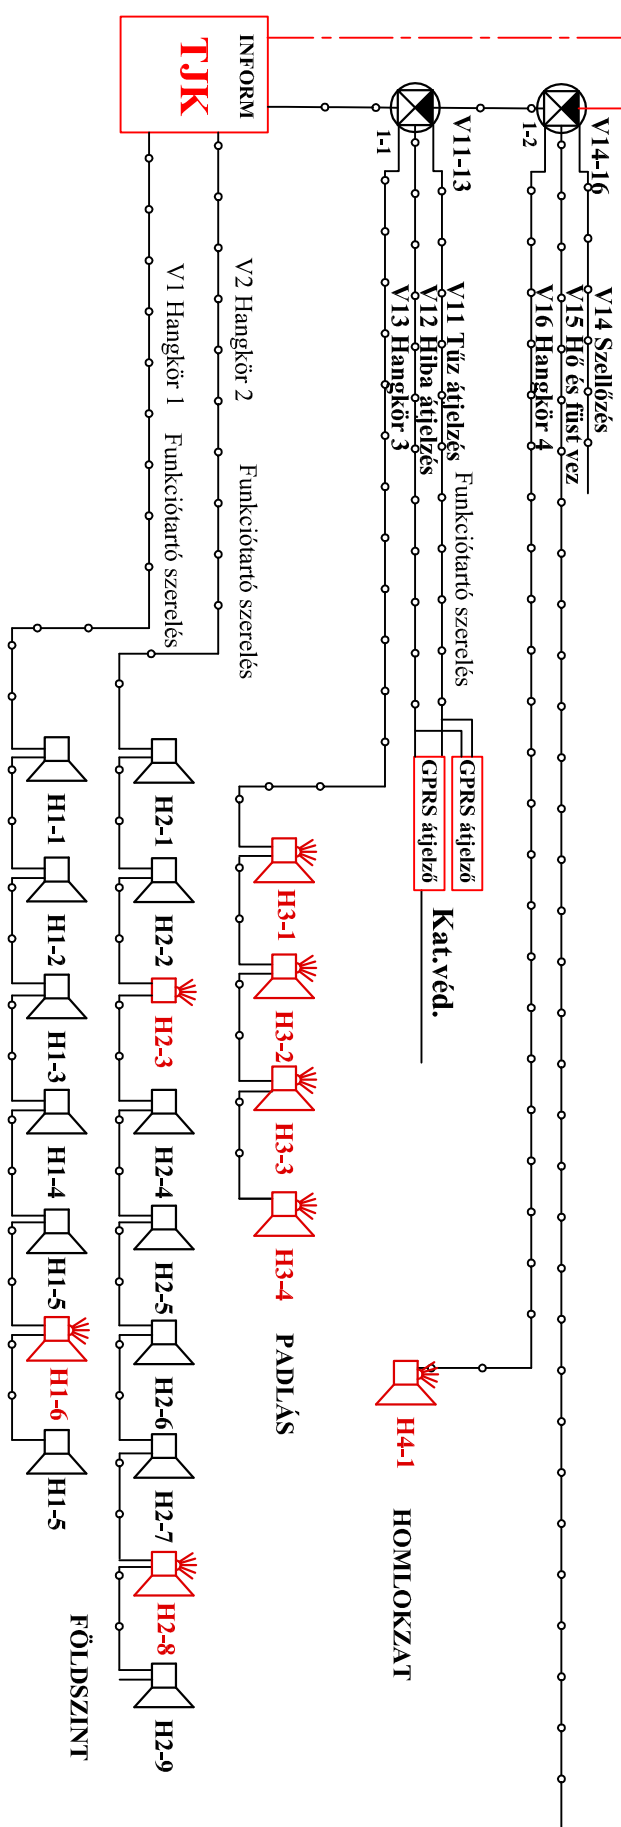 INFORM
TJK
V14-16
1-2
V11-13
1-1
V14 Szellőzés
V15 Hő és füst vez
V16 Hangkör 4
V11 Tűz átjelzés
V12 Hiba átjelzés
V13 Hangkör 3
Funkciótartó szerelés
V2 Hangkör 2
Funkciótartó szerelés
V1 Hangkör 1
Funkciótartó szerelés
GPRS átjelző
GPRS átjelző
Kat.véd.
H4-1
HOMLOKZAT
H3-1
H3-2
H3-3
H3-4
PADLÁS
H2-1
H2-2
H2-3
H2-4
H2-5
H2-6
H2-7
H2-8
H2-9
H1-1
H1-2
H1-3
H1-4
H1-5
H1-6
H1-5
FÖLDSZINT